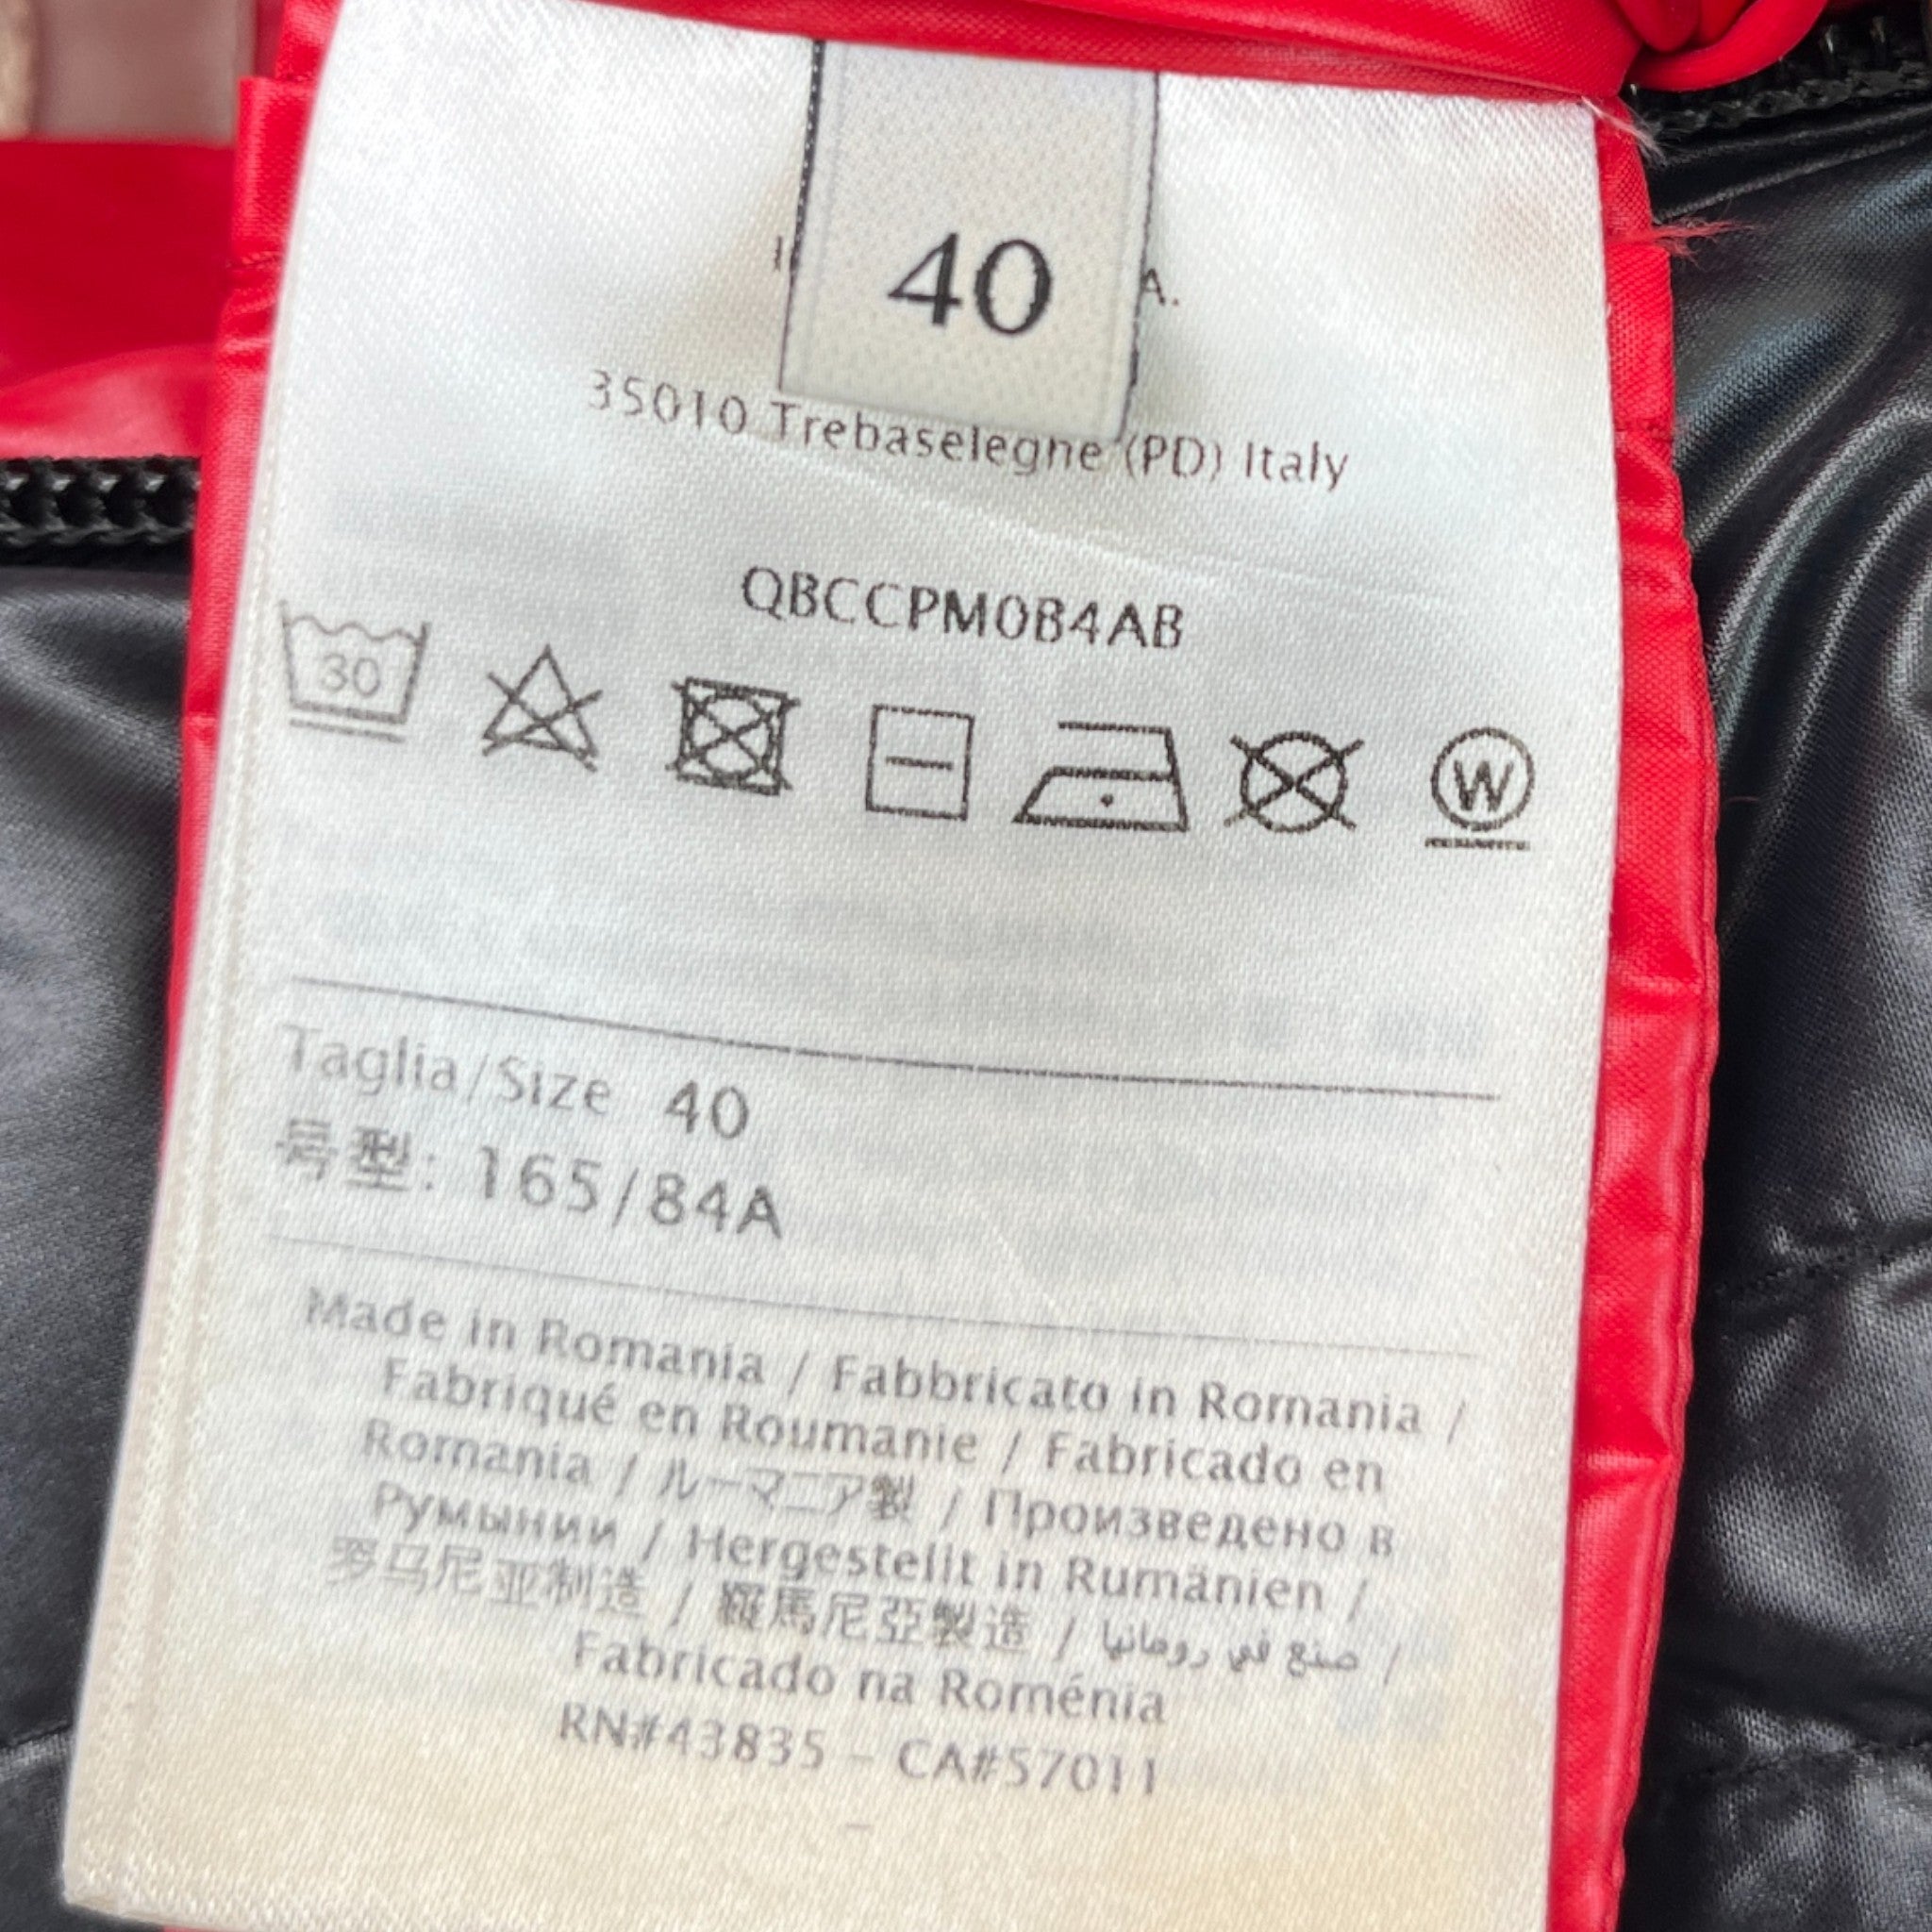 40
A.
35010 Trebaselegne (PD) Italy
QBCCPM0B4AB
30
W
Taglia/Size 40
号型: 165/84A
Made in Romania / Fabbricato in Romania /
Fabriqué en Roumanie / Fabricado en
Romania / ルーマニア製 / Произведено в
Румынии / Hergestellt in Rumänien /
罗马尼亚制造 / 羅馬尼亞製造 / صنع في رومانيا /
Fabricado na Roménia
RN#43835 – CA#57011